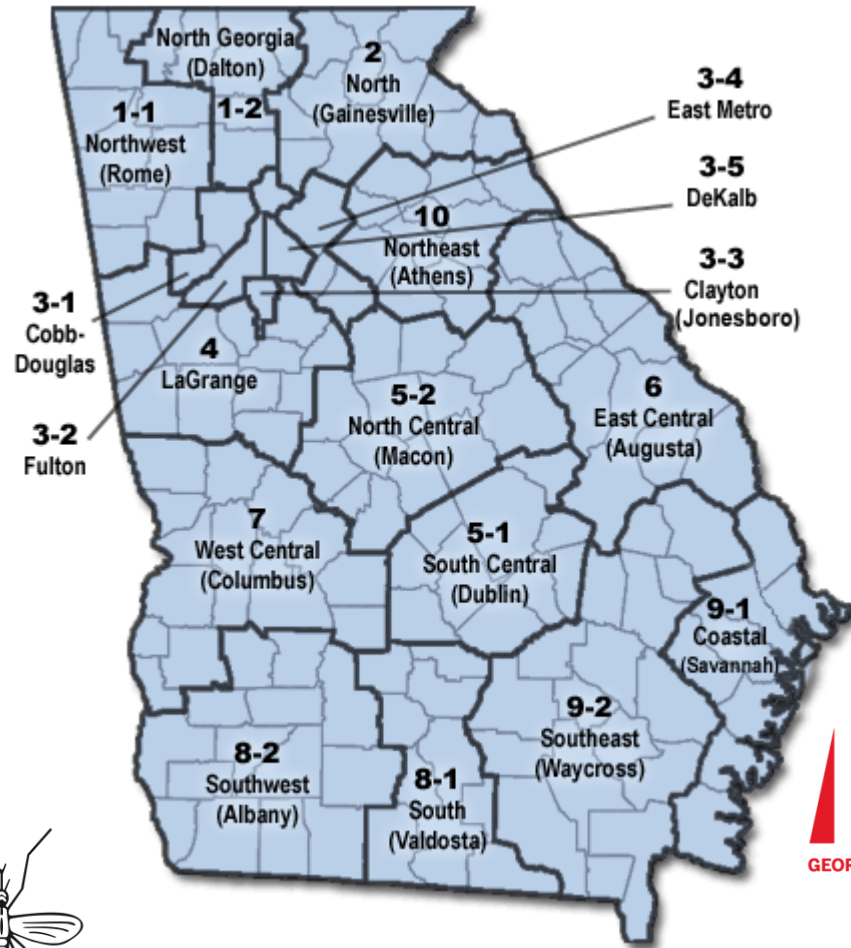 North Georgia
(Dalton)
2
North
(Gainesville)
3-4
East Metro
1-1
Northwest
(Rome)
1-2
3-5
DeKalb
10
Northeast
(Athens)
3-3
Clayton
(Jonesboro)
3-1
Cobb-
Douglas
4
LaGrange
3-2
Fulton
5-2
North Central
(Macon)
6
East Central
(Augusta)
7
West Central
(Columbus)
5-1
South Central
(Dublin)
9-1
Coastal
(Savannah)
9-2
Southeast
(Waycross)
8-2
Southwest
(Albany)
8-1
South
(Valdosta)
GEOR